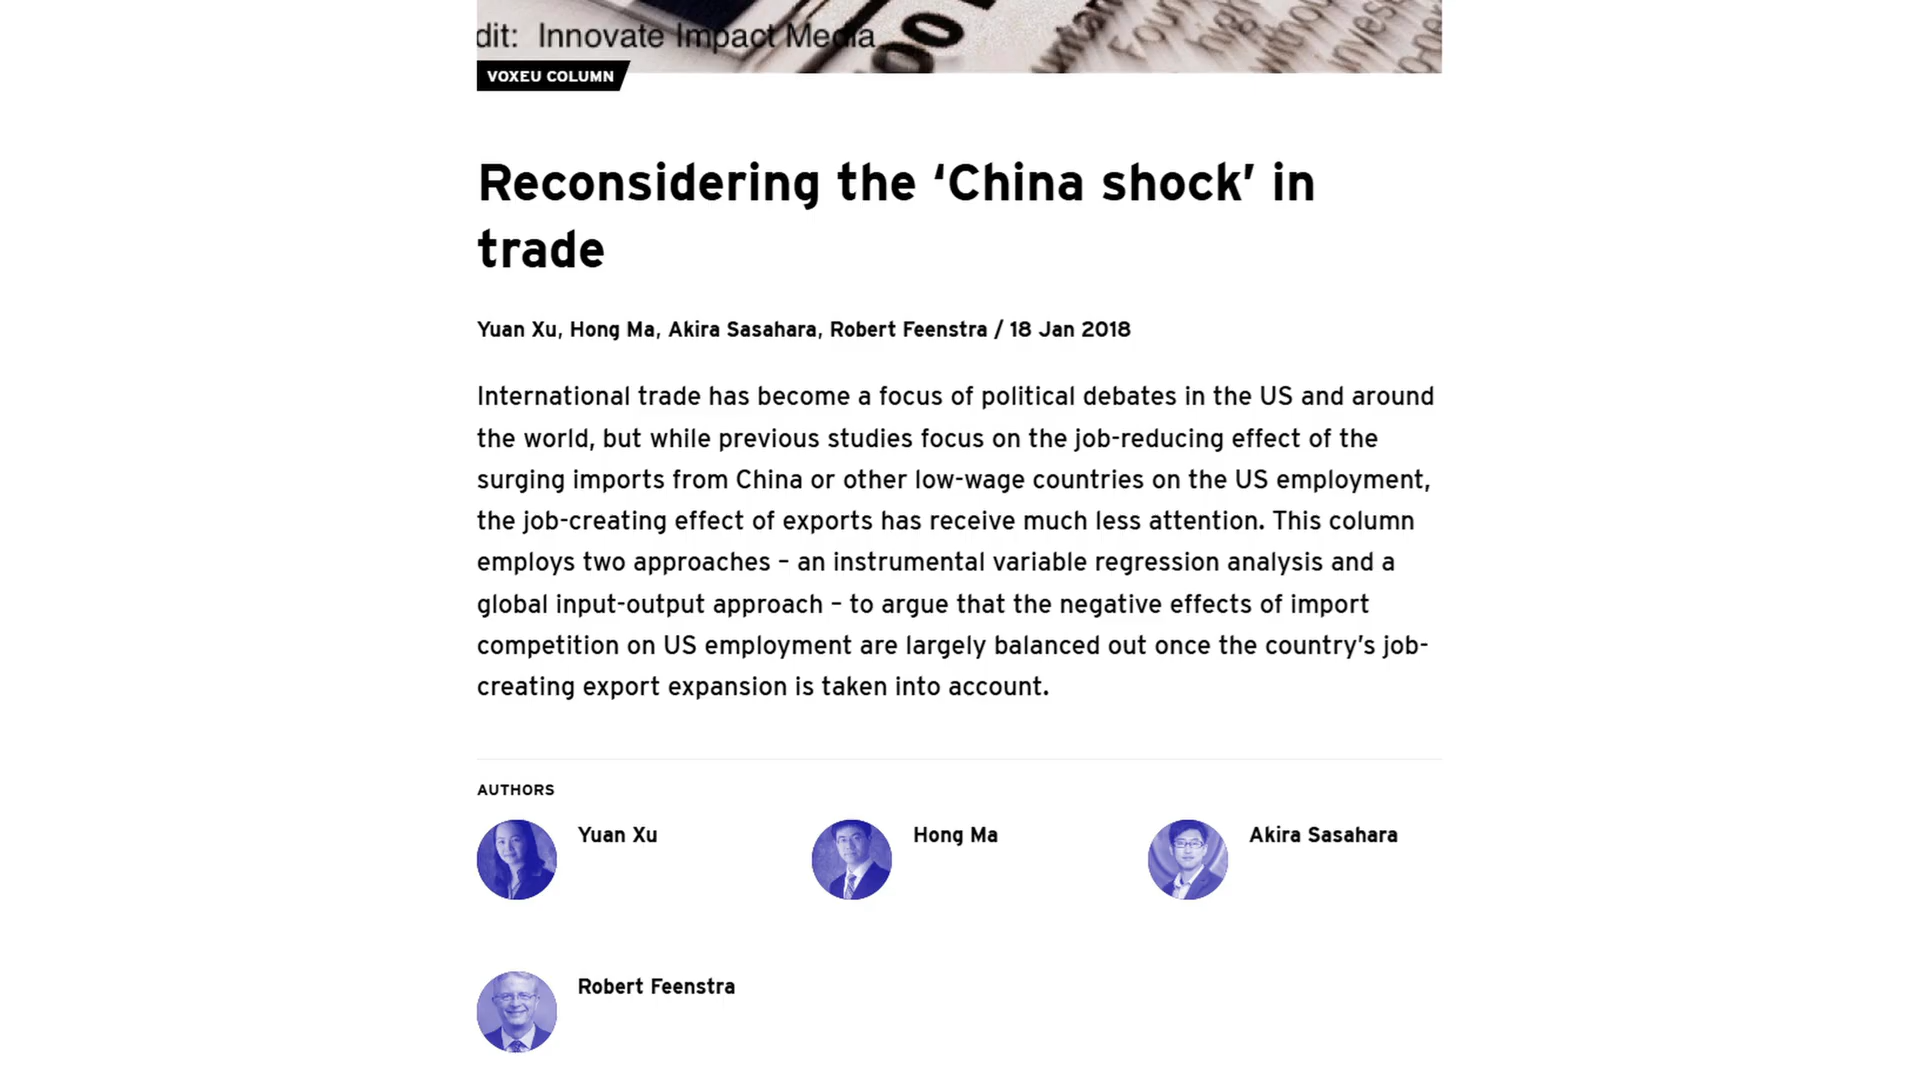 dit: Innovate Impact Media
VOXEU COLUMN
Reconsidering the ‘China shock’ in
trade
Yuan Xu, Hong Ma, Akira Sasahara, Robert Feenstra / 18 Jan 2018
International trade has become a focus of political debates in the US and around
the world, but while previous studies focus on the job-reducing effect of the
surging imports from China or other low-wage countries on the US employment,
the job-creating effect of exports has receive much less attention. This column
employs two approaches – an instrumental variable regression analysis and a
global input-output approach – to argue that the negative effects of import
competition on US employment are largely balanced out once the country’s job-
creating export expansion is taken into account.
AUTHORS
Yuan Xu
Hong Ma
Akira Sasahara
Robert Feenstra